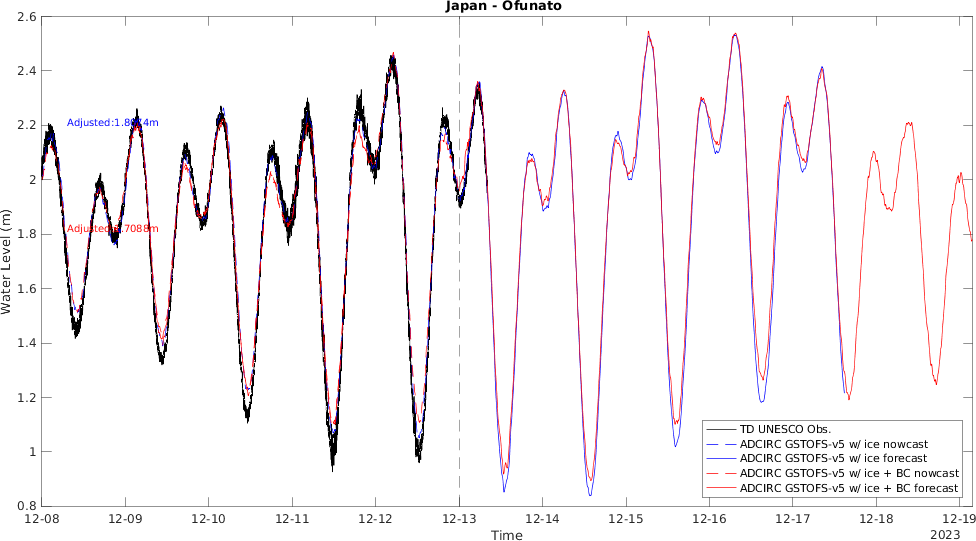 Japan - Ofunato
2.6
2.4
2.2
2
1.8
1.6
1.4
1.2
1
0.8
Water Level (m)
12-08
12-09
12-10
12-11
12-12
12-13
12-14
12-15
12-16
12-17
12-18
12-19
Time
2023
TD UNESCO Obs.
ADCIRC GSTOFS-v5 w/ ice nowcast
ADCIRC GSTOFS-v5 w/ ice forecast
ADCIRC GSTOFS-v5 w/ ice + BC nowcast
ADCIRC GSTOFS-v5 w/ ice + BC forecast